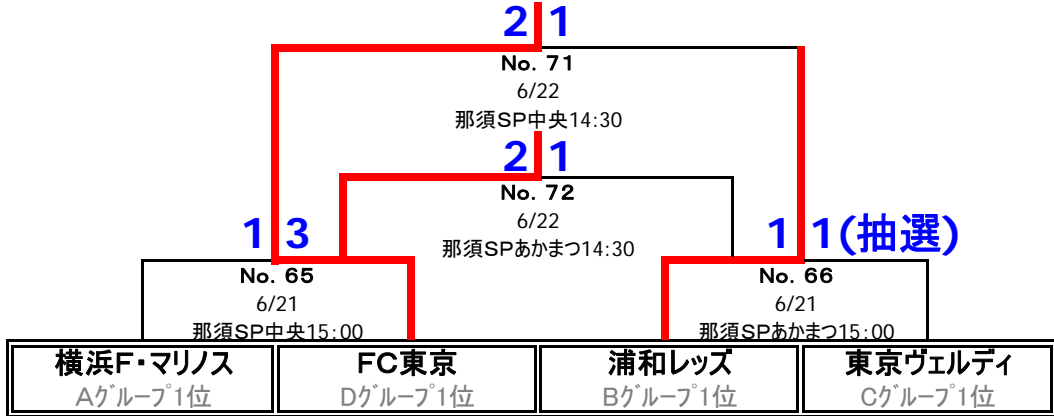 2 1
No. 71
6/22
那須SP中央14:30
2 1
No. 72
6/22
那須SPあかまつ14:30
1 3
No. 65
6/21
那須SP中央15:00
1 1(抽選)
No. 66
6/21
那須SPあかまつ15:00
横浜F・マリノス
Aグループ1位
FC東京
Dグループ1位
浦和レッズ
Bグループ1位
東京ヴェルディ
Cグループ1位